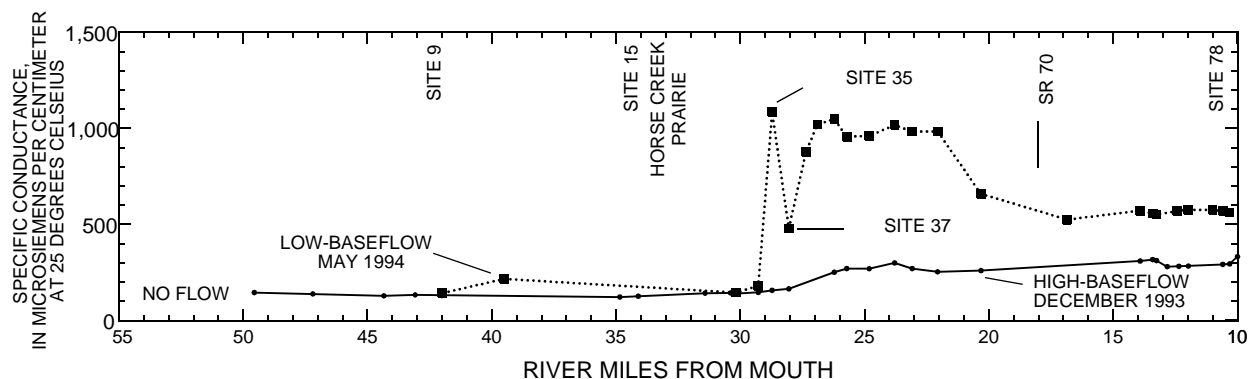 SPECIFIC CONDUCTANCE,
IN MICROSIEMENS PER CENTIMETER
AT 25 DEGREES CELSEIUS
1,500
1,000
500
0
SITE 9
SITE 15
HORSE CREEK
PRAIRIE
SITE 35
SR 70
SITE 78
SITE 37
LOW-BASEFLOW
MAY 1994
NO FLOW
HIGH-BASEFLOW
DECEMBER 1993
55 50 45 40 35 30 25 20 15 10
RIVER MILES FROM MOUTH